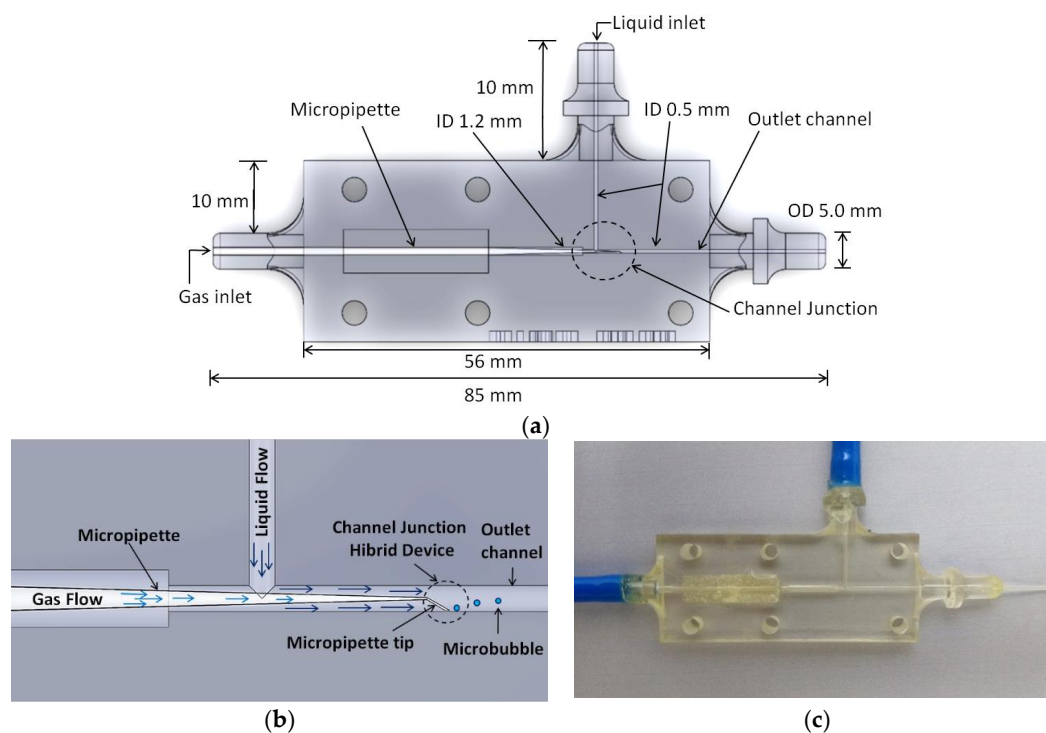 Liquid inlet
10 mm
Micropipette
ID 1.2 mm
ID 0.5 mm
Outlet channel
10 mm
OD 5.0 mm
Gas inlet
Channel Junction
56 mm
85 mm
(a)
Liquid Flow
Micropipette
Channel Junction
Hibrid Device
Outlet
channel
Gas Flow
Micropipette tip
Microbubble
(b)
(c)